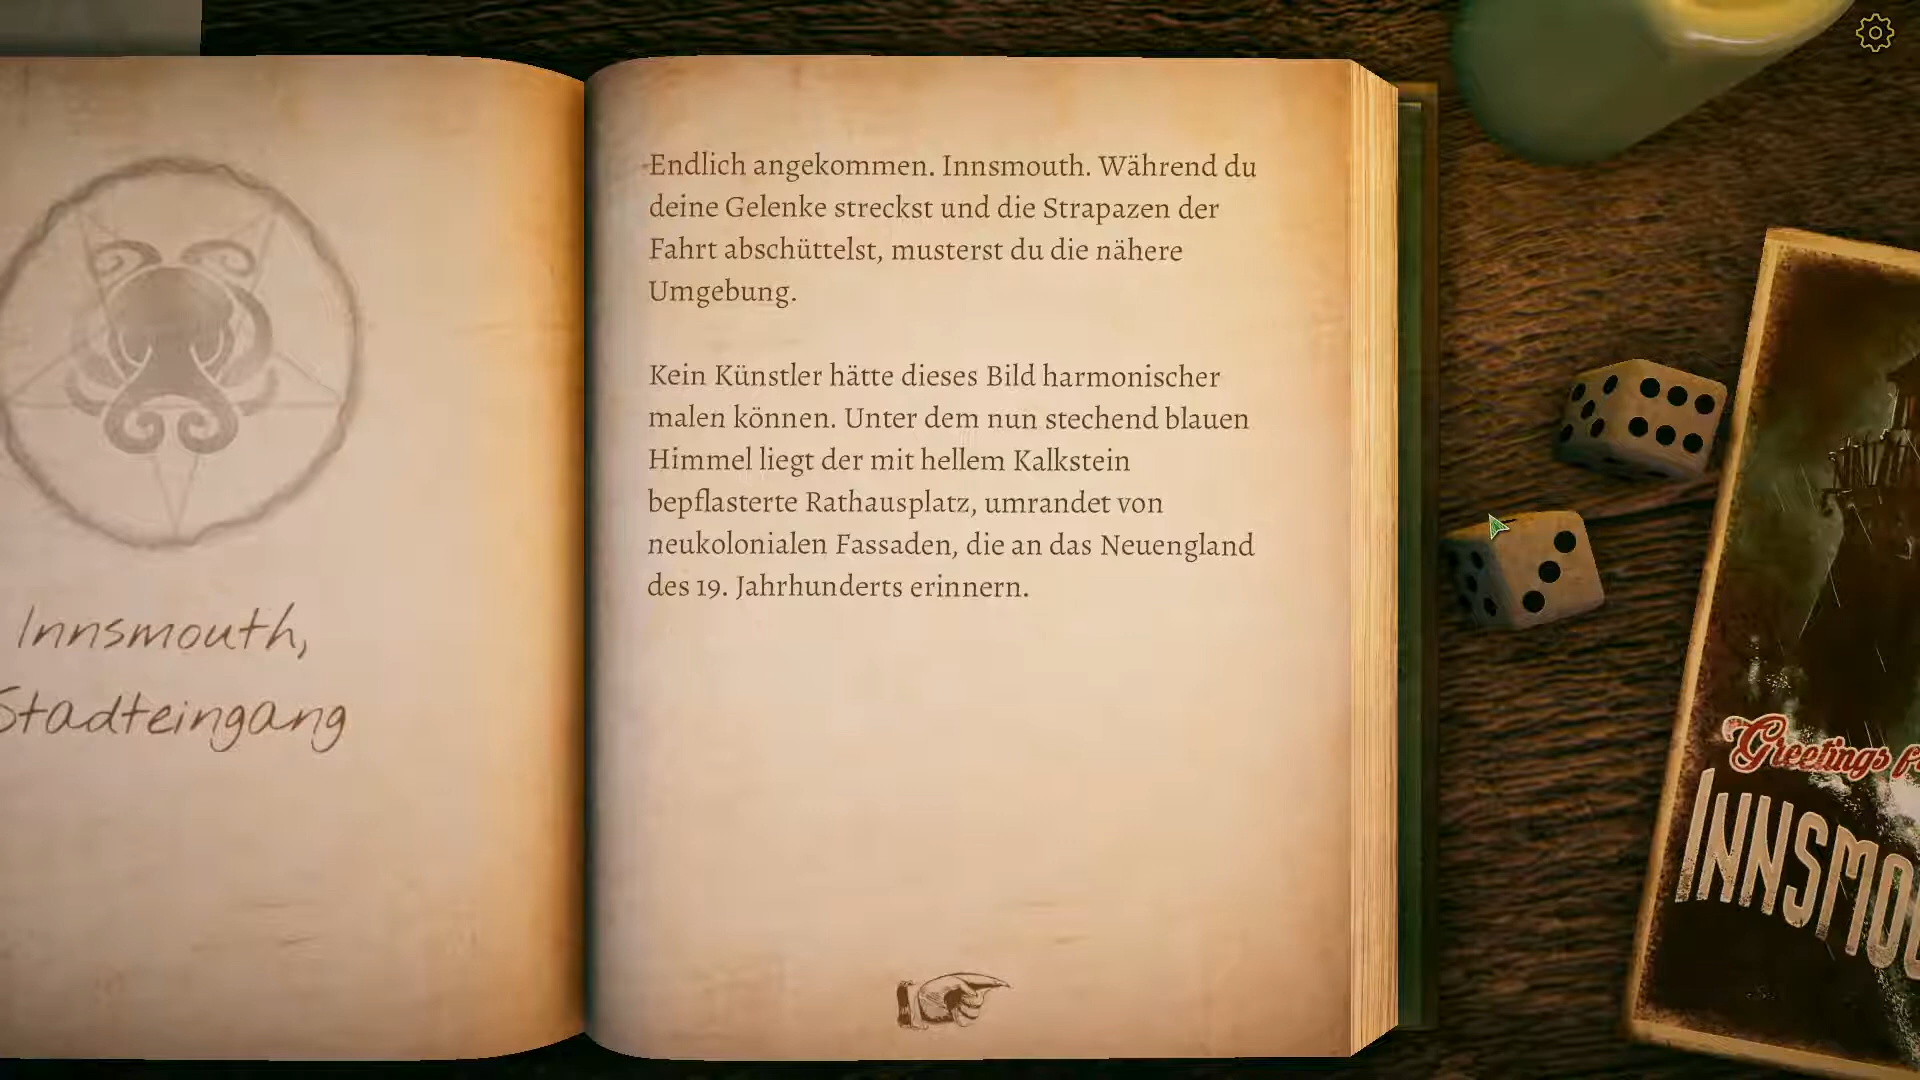 Innsmouth,
Stadteingang
Endlich angekommen. Innsmouth. Während du
deine Gelenke streckst und die Strapazen der
Fahrt abschüttelst, musterst du die nähere
Umgebung.
Kein Künstler hätte dieses Bild harmonischer
malen können. Unter dem nun stechend blauen
Himmel liegt der mit hellem Kalkstein
bepflasterte Rathausplatz, umrandet von
neukolonialen Fassaden, die an das Neuengland
des 19. Jahrhunderts erinnern.
Greetings